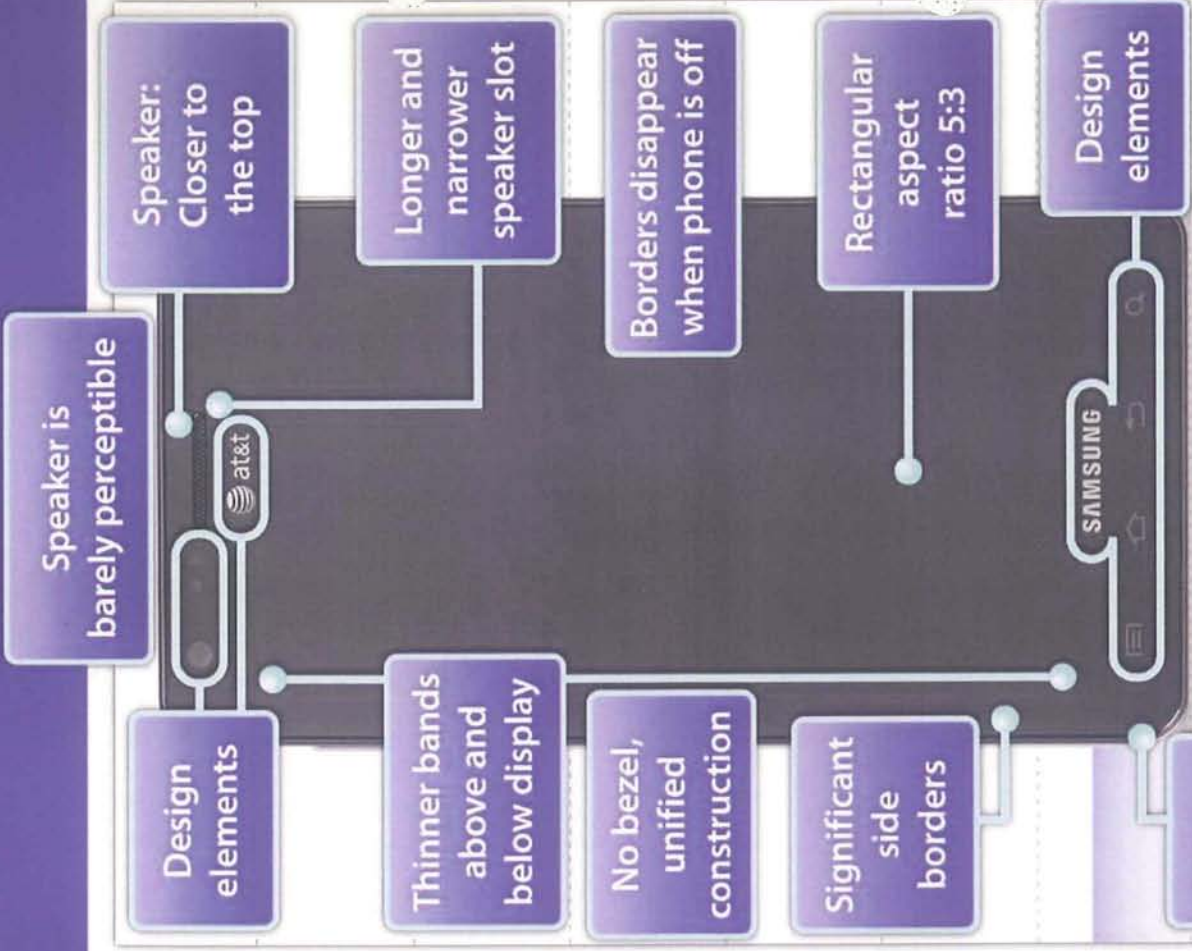 Speaker is
barely perceptible
Design
elements
Speaker:
Closer to
the top
at&t
Thinner bands
above and
below display
Longer and
narrower
speaker slot
No bezel,
unified
construction
Borders disappear
when phone is off
Significant
side
borders
Rectangular
aspect
ratio 5:3
SAMSUNG
Design
elements